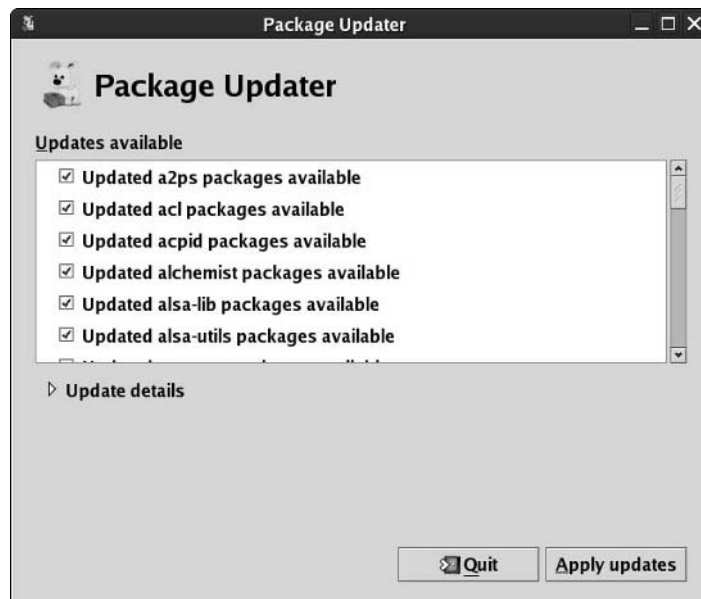 Package Updater
Package Updater
Updates available
Updated a2ps packages available
Updated acl packages available
Updated acpid packages available
Updated alchemist packages available
Updated alsa-lib packages available
Updated alsa-utils packages available
Update details
Quit
Apply updates